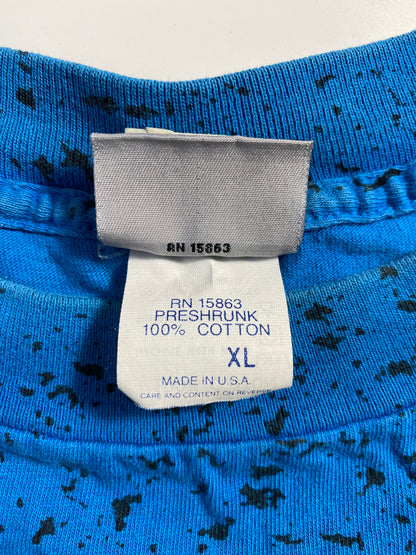 RN 15863
RN 15863
PRESHRUNK
100% COTTON
XL
MADE IN U.S.A.
CARE AND CONTENT ON REVERSE